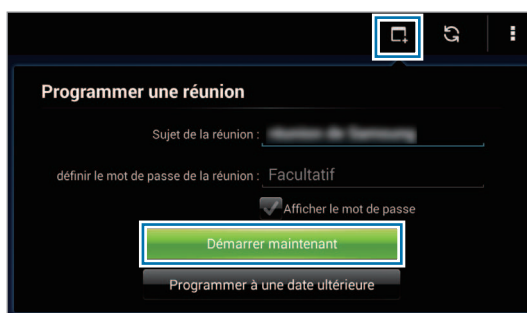 Programmer une réunion
Sujet de la réunion :
définir le mot de passe de la réunion : Facultatif
Afficher le mot de passe
Démarrer maintenant
Programmer à une date ultérieure